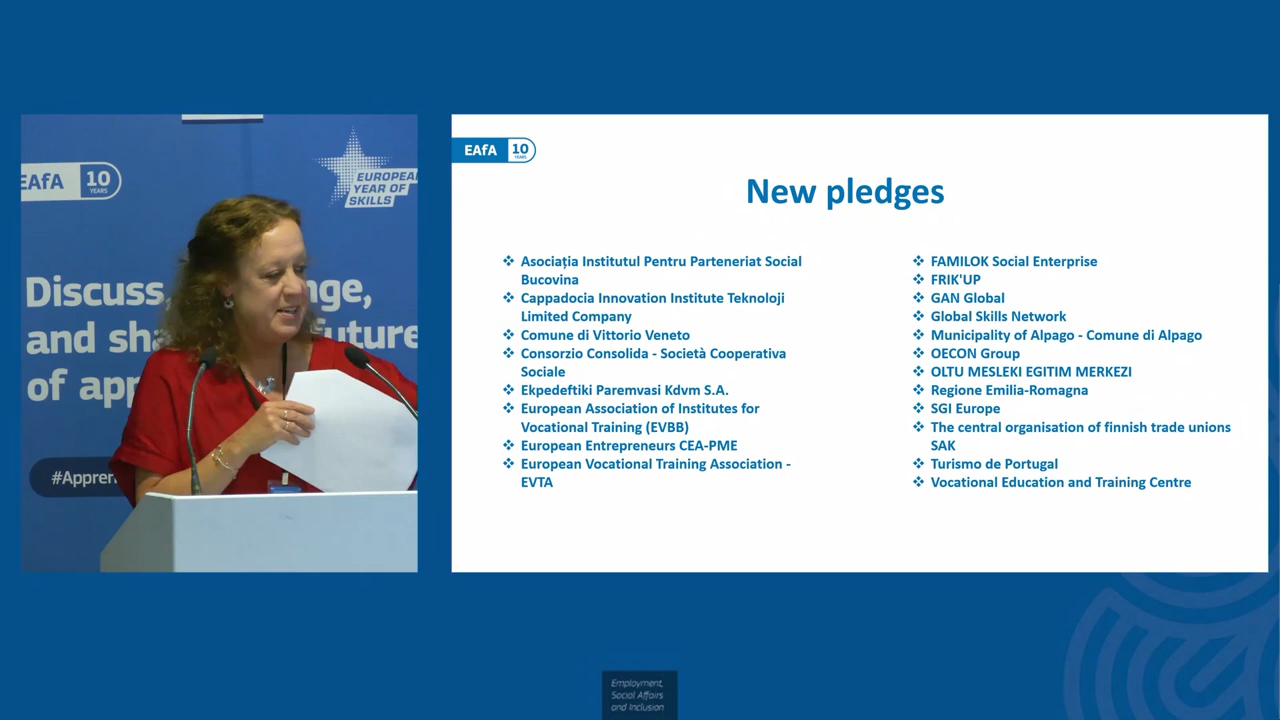 EAfA 10
YEARS
EUROPEAN
YEAR OF
SKILLS
Discuss,
and future
of
EAfA 10
YEARS
New pledges
❖ Asociația Institutul Pentru Parteneriat Social
Bucovina
❖ Cappadocia Innovation Institute Teknoloji
Limited Company
❖ Comune di Vittorio Veneto
❖ Consorzio Consolida - Società Cooperativa
Sociale
❖ Ekpedeftiki Paremvasi Kdvm S.A.
❖ European Association of Institutes for
Vocational Training (EVBB)
❖ European Entrepreneurs CEA-PME
❖ European Vocational Training Association -
EVTA
❖ FAMILOK Social Enterprise
❖ FRIK'UP
❖ GAN Global
❖ Global Skills Network
❖ Municipality of Alpago - Comune di Alpago
❖ OECON Group
❖ OLTU MESLEKI EGITIM MERKEZI
❖ Regione Emilia-Romagna
❖ SGI Europe
❖ The central organisation of finnish trade unions
SAK
❖ Turismo de Portugal
❖ Vocational Education and Training Centre
Employment,
Social Affairs
and Inclusion